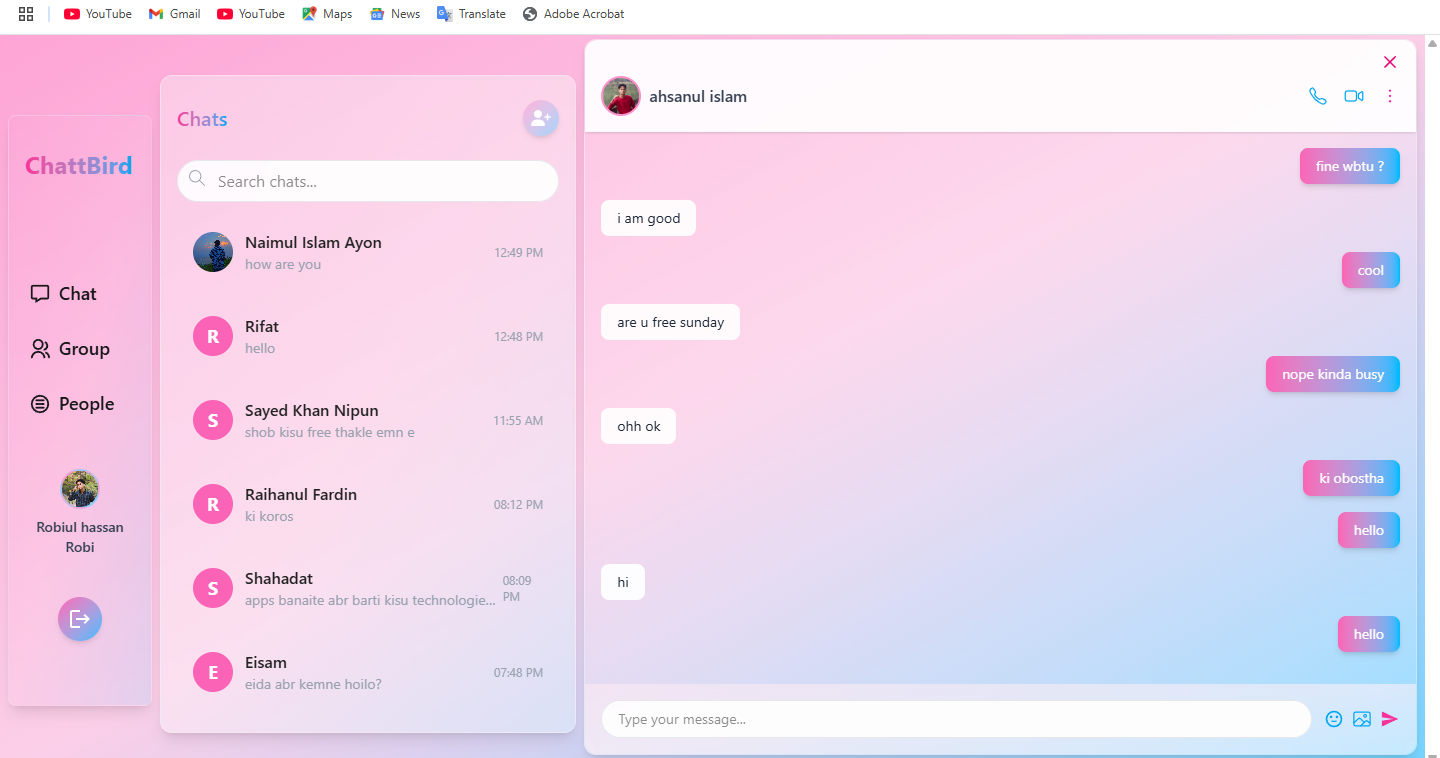 YouTube Gmail YouTube Maps News Translate Adobe Acrobat
ChattBird
Chat
Group
People
Robiul hassan
Robi
Chats
Search chats...
Naimul Islam Ayon
how are you
12:49 PM
R
Rifat
hello
12:48 PM
S
Sayed Khan Nipun
shob kisu free thakle emn e
11:55 AM
R
Raihanul Fardin
ki koros
08:12 PM
S
Shahadat
apps banaite abr barti kisu technologie...
08:09
PM
E
Eisam
eida abr kemne hoilo?
07:48 PM
ahsanul islam
fine wbtu ?
i am good
cool
are u free sunday
nope kinda busy
ohh ok
ki obostha
hello
hi
hello
Type your message...